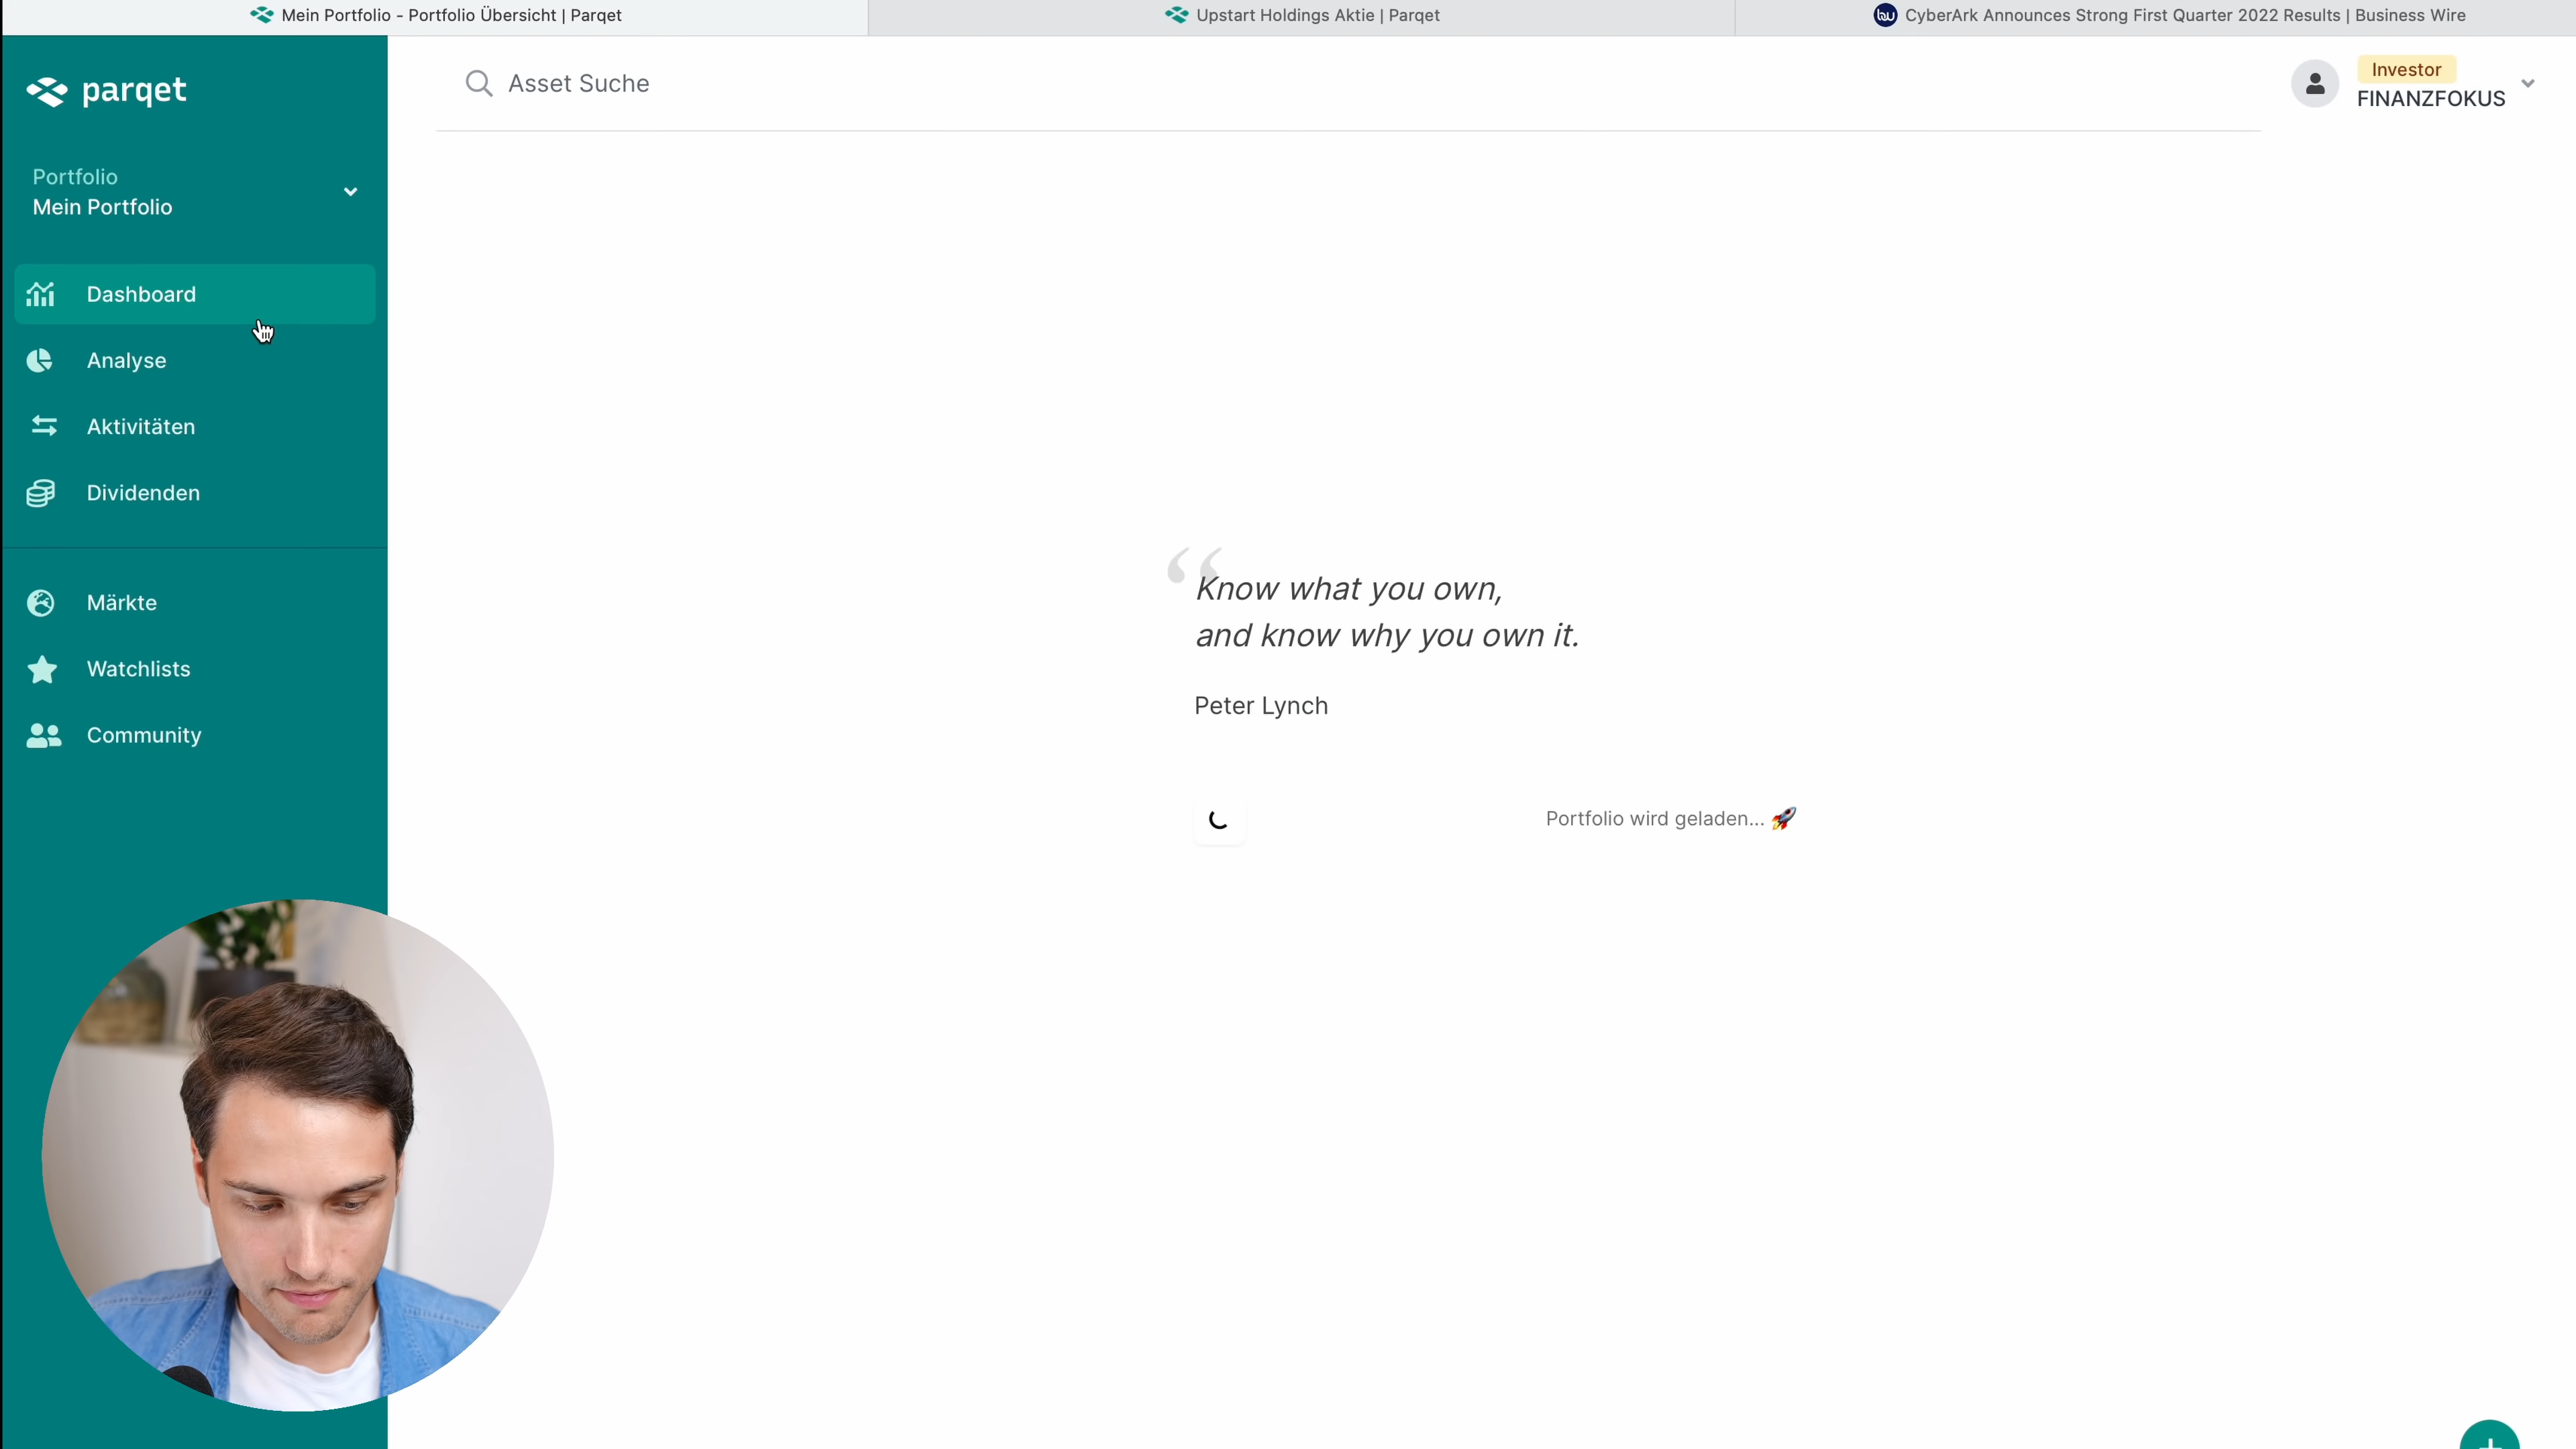 Mein Portfolio - Portfolio Übersicht | Parqet
Upstart Holdings Aktie | Parqet
CyberArk Announces Strong First Quarter 2022 Results | Business Wire
parqet
Asset Suche
Investor
FINANZFOKUS
Portfolio
Mein Portfolio
Dashboard
Analyse
Aktivitäten
Dividenden
Märkte
Watchlists
Community
“Know what you own,
and know why you own it.
Peter Lynch
Portfolio wird geladen... 🚀